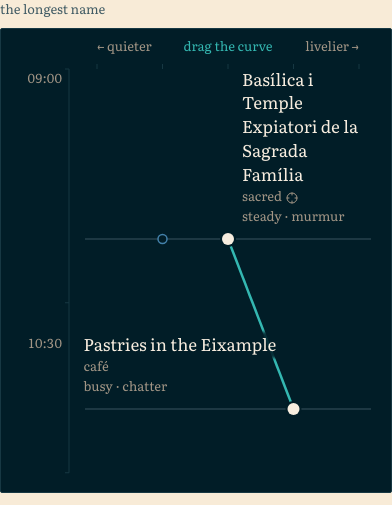 the longest name
← quieter
drag the curve
livelier →
09:00
Basílica i
Temple
Expiatori de la
Sagrada
Família
sacred
steady · murmur
10:30
Pastries in the Eixample
café
busy · chatter